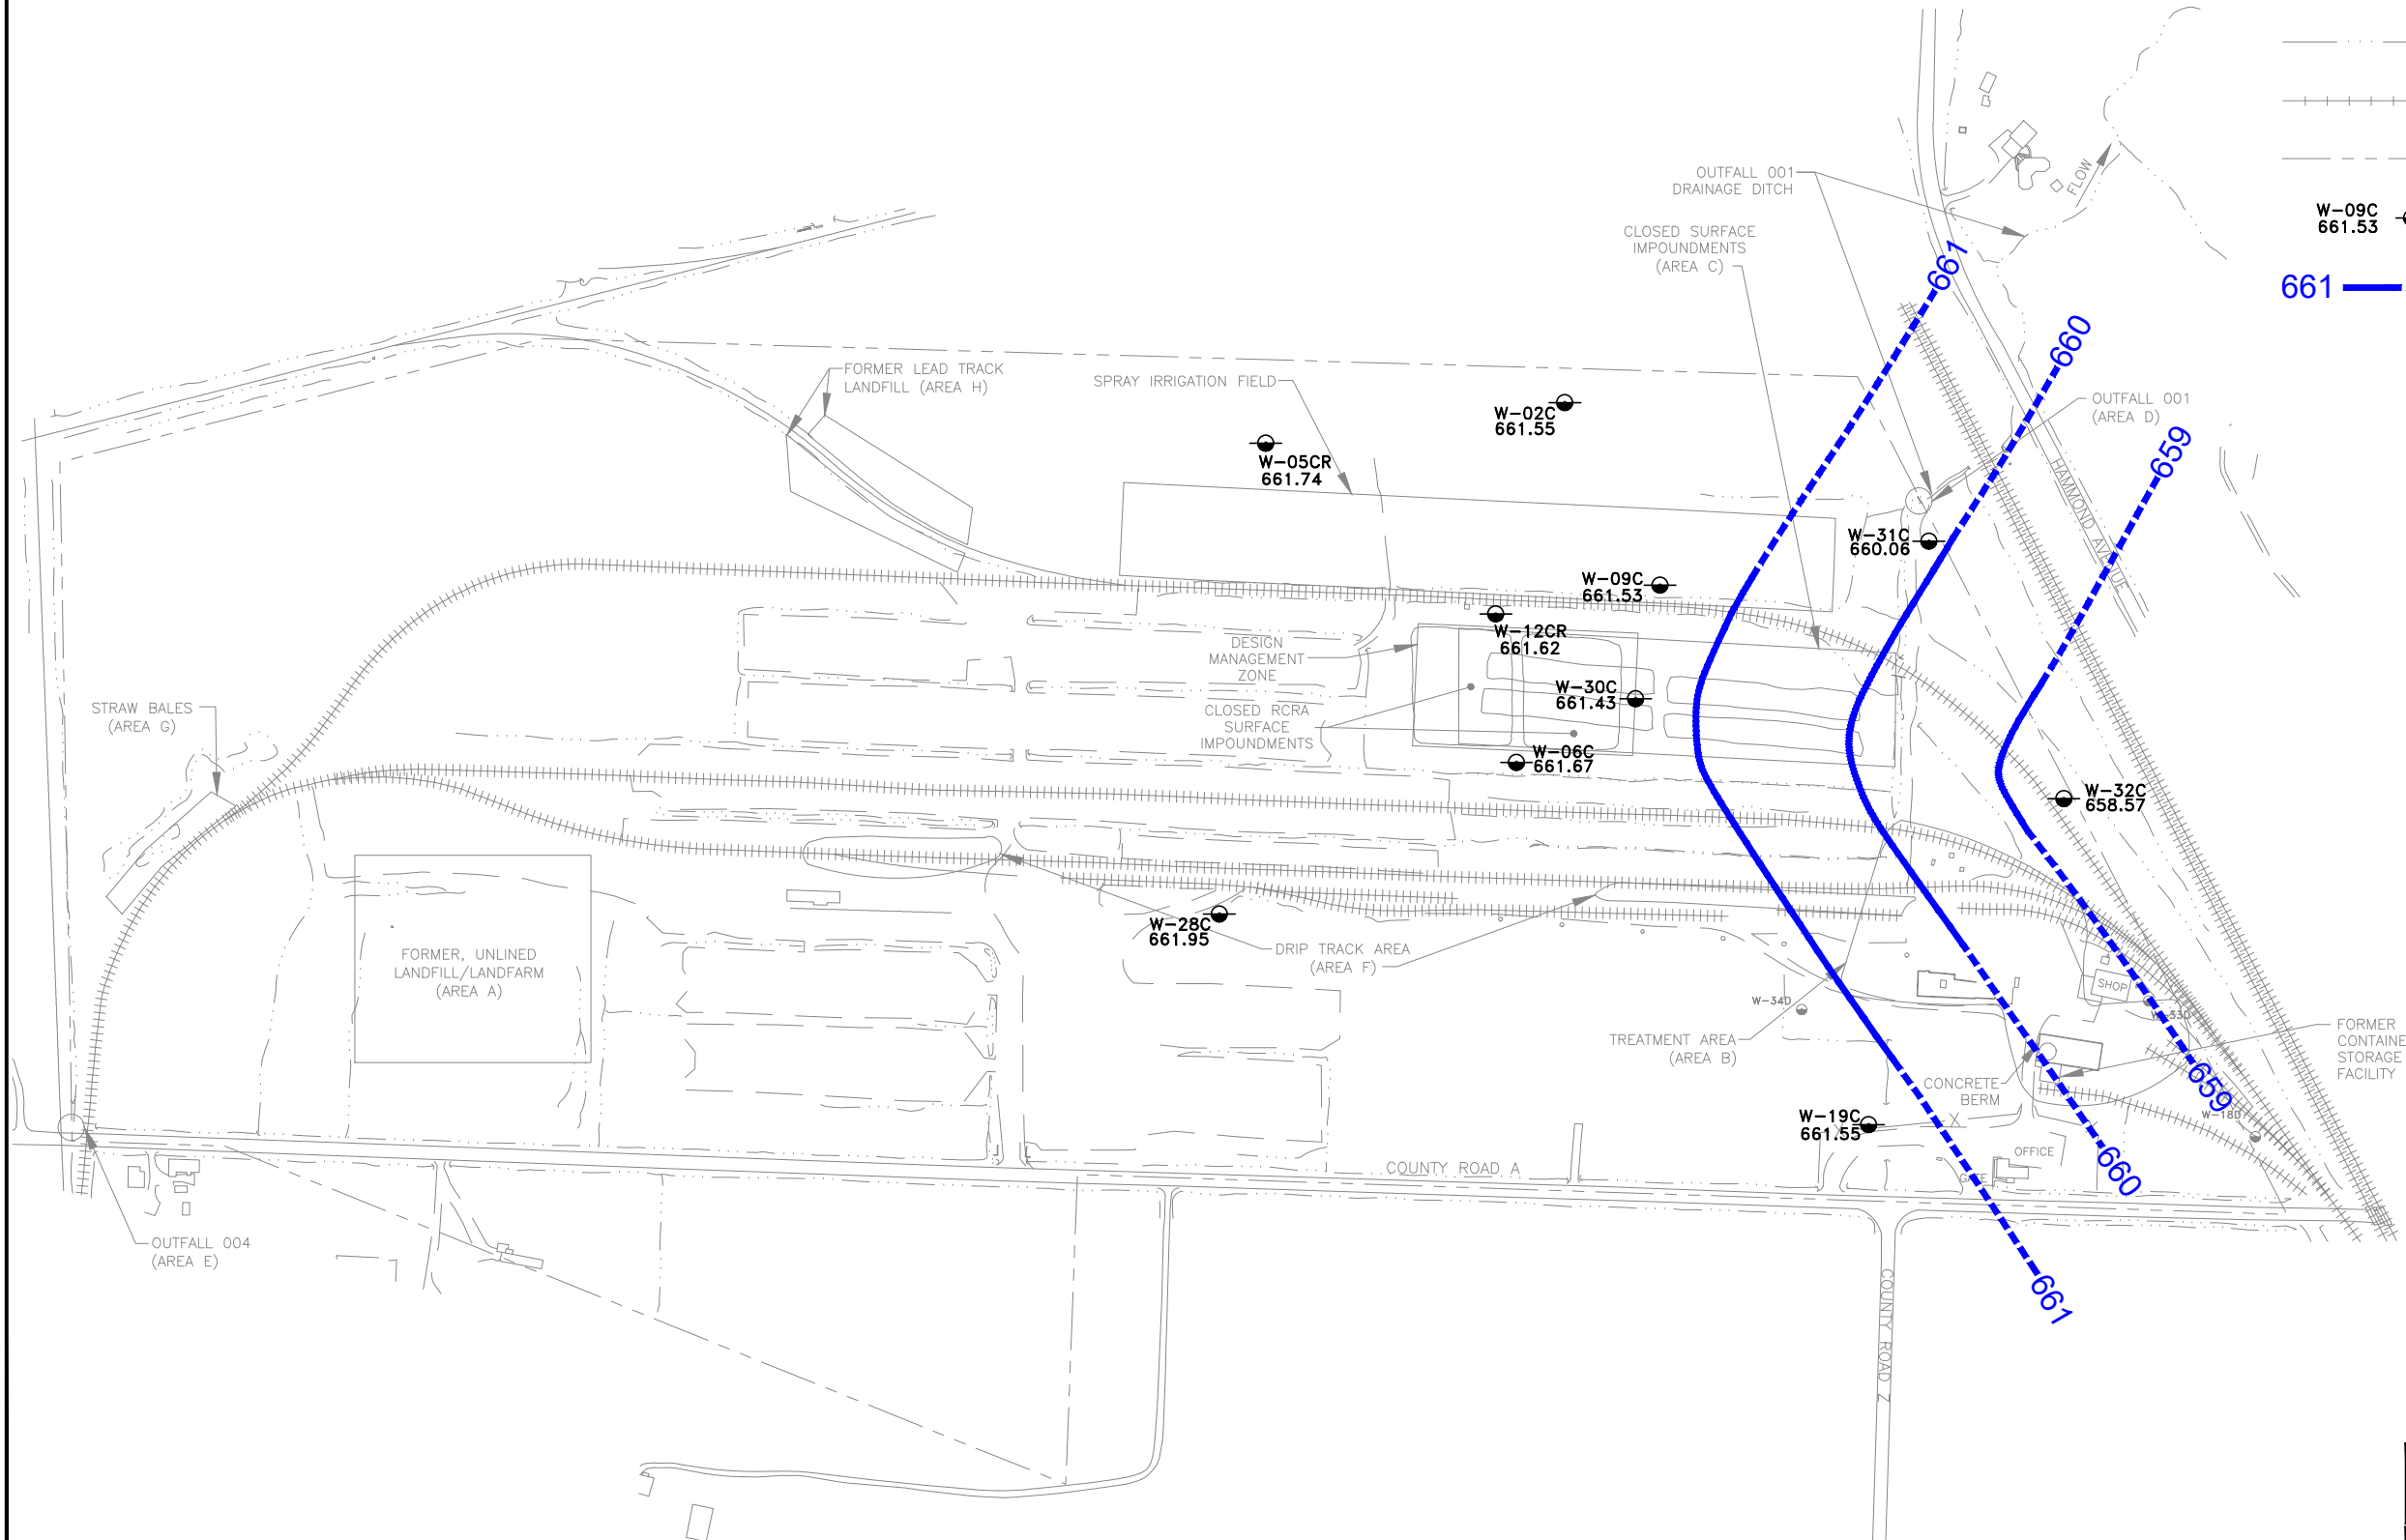 OUTFALL 001
DRAINAGE DITCH
FLOW
CLOSED SURFACE
IMPOUNDMENTS
(AREA C)
W-09C
661.53
661
661
660
659
FORMER LEAD TRACK
LANDFILL (AREA H)
SPRAY IRRIGATION FIELD
W-02C
661.55
OUTFALL 001
(AREA D)
W-05CR
661.74
HAMMOND AVENUE
W-31C
660.06
W-09C
661.53
W-12CR
661.62
DESIGN
MANAGEMENT
ZONE
W-30C
661.43
CLOSED RCRA
SURFACE
IMPOUNDMENTS
STRAW BALES
(AREA G)
W-06C
661.67
W-32C
658.57
W-28C
661.95
DRIP TRACK AREA
(AREA F)
FORMER, UNLINED
LANDFILL/LANDFARM
(AREA A)
SHOP
W-34D
W-33D
TREATMENT AREA
(AREA B)
FORMER
CONTAINE
STORAGE
FACILITY
CONCRETE
BERM
659
W-18D
W-19C
661.55
OFFICE
GATE
660
COUNTY ROAD A
OUTFALL 004
(AREA E)
661
COUNTY ROAD Z